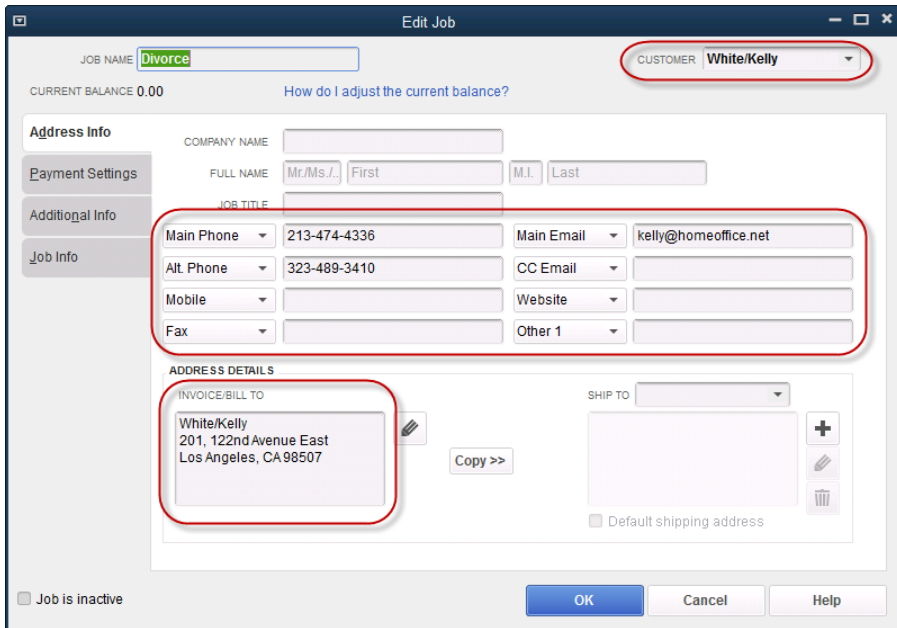 Edit Job
JOB NAME Divorce CUSTOMER White/Kelly
CURRENT BALANCE 0.00 How do I adjust the current balance?
Address Info
Payment Settings
Additional Info
Job Info
COMPANY NAME
FULL NAME Mr./Ms./.. First M.I. Last
JOB TITLE
Main Phone 213-474-4336 Main Email kelly@homeoffice.net
Alt. Phone 323-489-3410 CC Email
Mobile Website
Fax Other 1
ADDRESS DETAILS
INVOICE/BILL TO SHIP TO
White/Kelly
201, 122nd Avenue East
Los Angeles, CA 98507
Copy >>
Default shipping address
Job is inactive OK Cancel Help